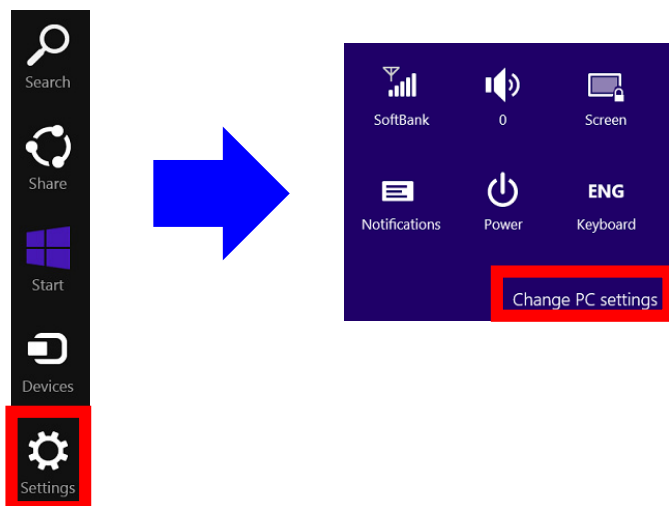 Search
Share
Start
Devices
Settings
SoftBank
0
Screen
Notifications
Power
ENG
Keyboard
Change PC settings